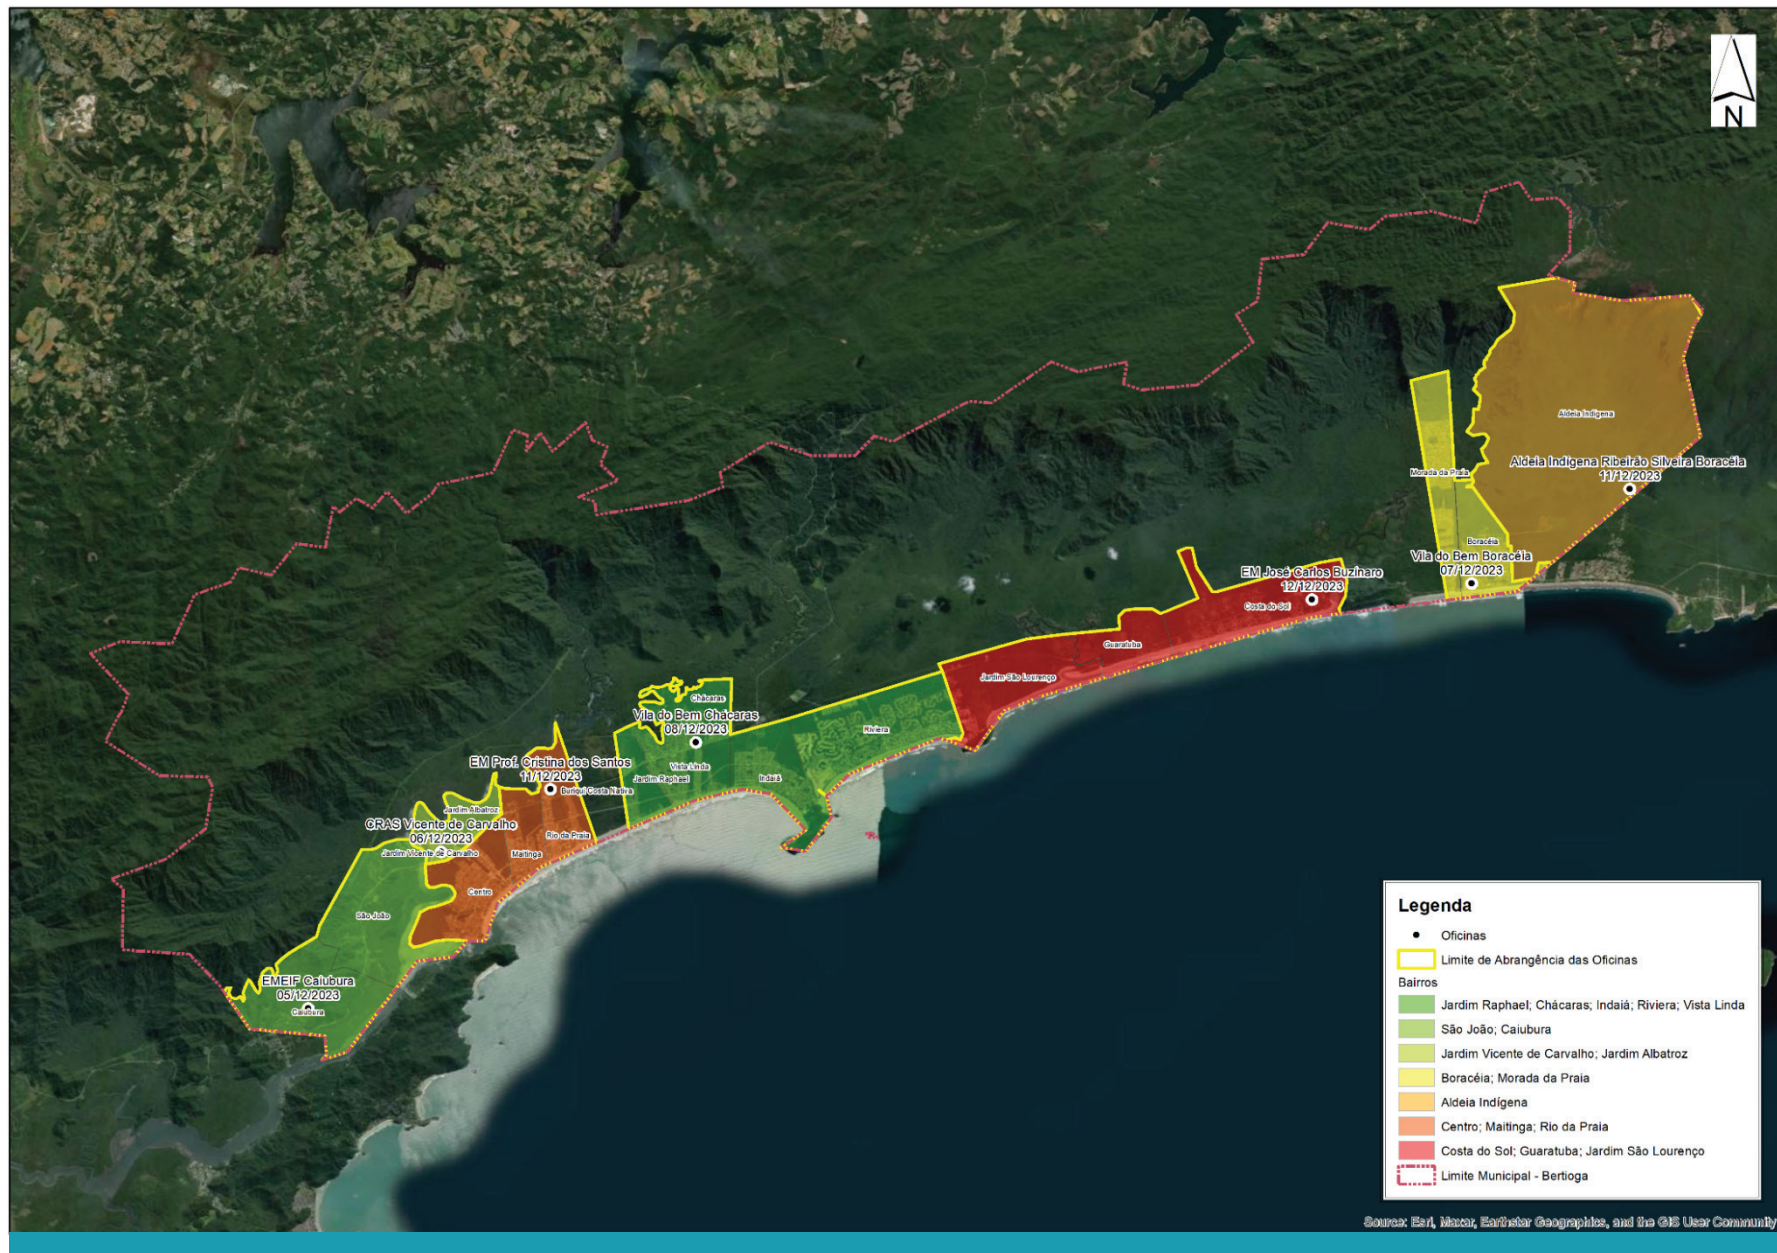 N
Aldeia Indígena
Morada da Praia
Aldeia Indígena Ribeirão Silveira Boracéia
11/12/2023
Boracéia
Vila do Bem Boracéia
07/12/2023
EM José Carlos Buzinaro
12/12/2023
Costa do Sol
Guaratuba
Jardim São Lourenço
Chácaras
Vila do Bem Chácaras
08/12/2023
Riviera
Vista Linda
Jardim Raphael
Indaiá
EM Prof. Cristina dos Santos
11/12/2023
Buriqui Costa Nativa
Jardim Albatroz
CRAS Vicente de Carvalho
06/12/2023
Jardim Vicente de Carvalho
Rio da Praia
Maitinga
Centro
São João
EMEIF Caiubura
05/12/2023
Caiubura
Legenda
Oficinas
Limite de Abrangência das Oficinas
Bairros
Jardim Raphael; Chácaras; Indaiá; Riviera; Vista Linda
São João; Caiubura
Jardim Vicente de Carvalho; Jardim Albatroz
Boracéia; Morada da Praia
Aldeia Indígena
Centro; Maitinga; Rio da Praia
Costa do Sol; Guaratuba; Jardim São Lourenço
Limite Municipal - Bertioga
Source: Esri, Maxar, Earthstar Geographics, and the GIS User Community